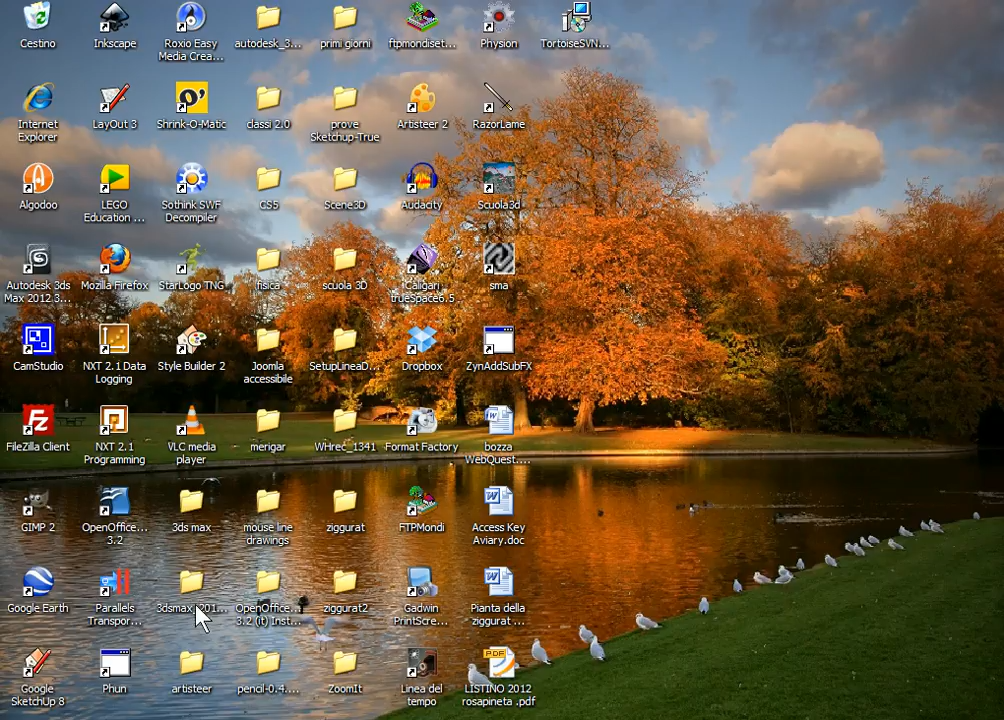 Cestino
Inkscape
Roxio Easy
Media Crea...
autodesk_3...
primi giorni
ftpmondiset...
Physion
TortoiseSVN...
Internet
Explorer
LayOut 3
Shrink-O-Matic
classi 2.0
prove
Sketchup-True
Artisteer 2
RazorLame
Algodoo
LEGO
Education ...
Sothink SWF
Decompiler
CS5
Scene3D
Audacity
Scuola3d
Autodesk 3ds
Max 2012 3...
Mozilla Firefox
StarLogo TNG
fisica
scuola 3D
Caligari
trueSpace6.5
sma
CamStudio
NXT 2.1 Data
Logging
Style Builder 2
Joomla
accessibile
SetupLineaD...
Dropbox
ZynAddSubFX
FileZilla Client
NXT 2.1
Programming
VLC media
player
merigar
WHrec_1341
Format Factory
bozza
WebQuest....
GIMP 2
OpenOffice....
3.2
3ds max
mouse line
drawings
ziggurat
FTPMondi
Access Key
Aviary.doc
Google Earth
Parallels
Transpor...
3dsmax_201...
OpenOffice....
3.2 (it) Inst...
ziggurat2
Gadwin
PrintScre...
Pianta della
ziggurat ...
Google
SketchUp 8
Phun
artisteer
pencil-0.4....
ZoomIt
Linea del
tempo
PDF
LISTINO 2012
rosapineta .pdf